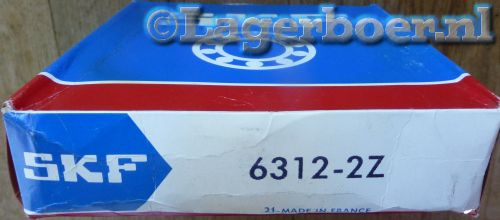 ©Lagerboer.nl
SKF
6312-2Z
21-MADE IN FRANCE